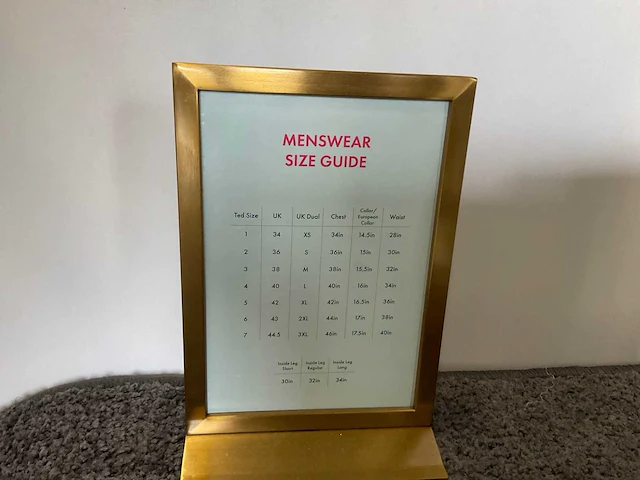 MENSWEAR
SIZE GUIDE
Ted Size UK UK Dual Chest Collar/ European Collar Waist
1 34 XS 34in 14.5in 28in
2 36 S 36in 15in 30in
3 38 M 38in 15.5in 32in
4 40 L 40in 16in 34in
5 42 XL 42in 16.5in 36in
6 43 2XL 44in 17in 38in
7 44.5 3XL 46in 17.5in 40in
Inside Leg Short Inside Leg Regular Inside Leg Long
30in 32in 34in